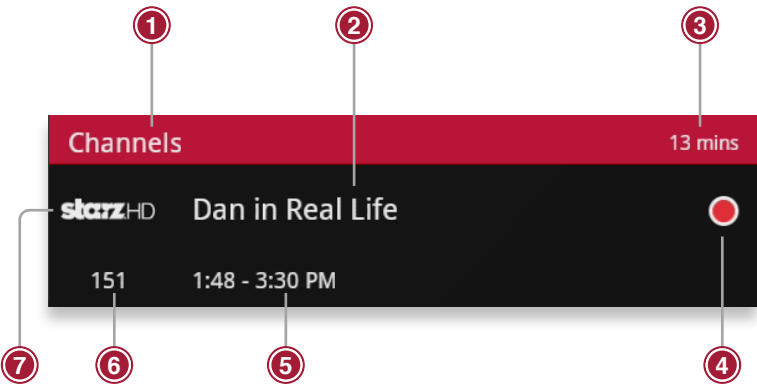 1 2 3
Channels 13 mins
starz HD Dan in Real Life
151 1:48 - 3:30 PM
7 6 5 4